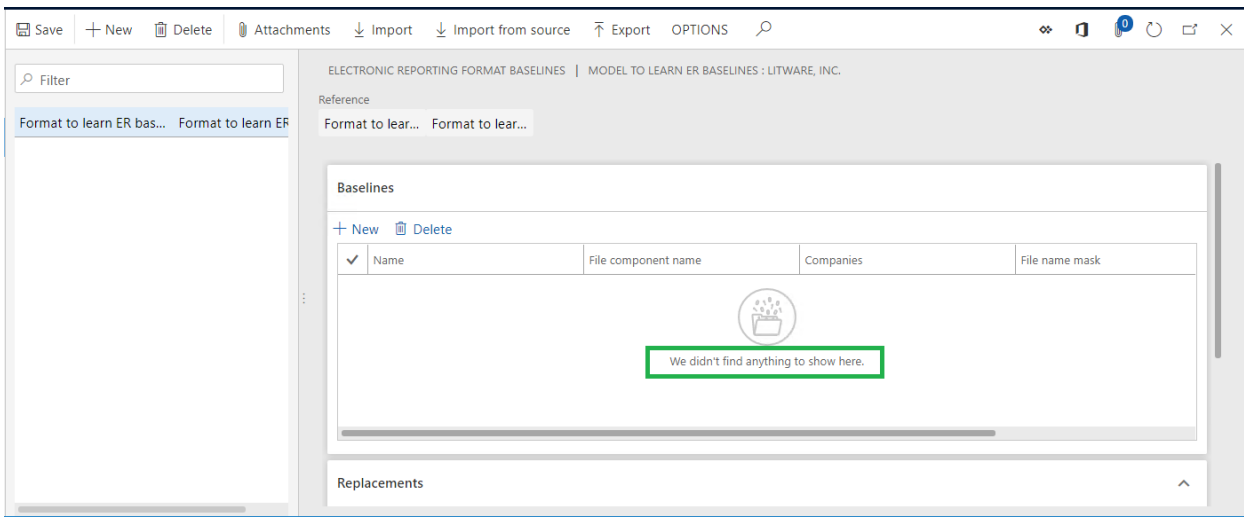 Save New Delete Attachments Import Import from source Export OPTIONS 0
Filter
ELECTRONIC REPORTING FORMAT BASELINES | MODEL TO LEARN ER BASELINES : LITWARE, INC.
Reference
Format to learn ER bas... Format to learn ER
Format to lear... Format to lear...
Baselines
New Delete
Name File component name Companies File name mask
We didn't find anything to show here.
Replacements